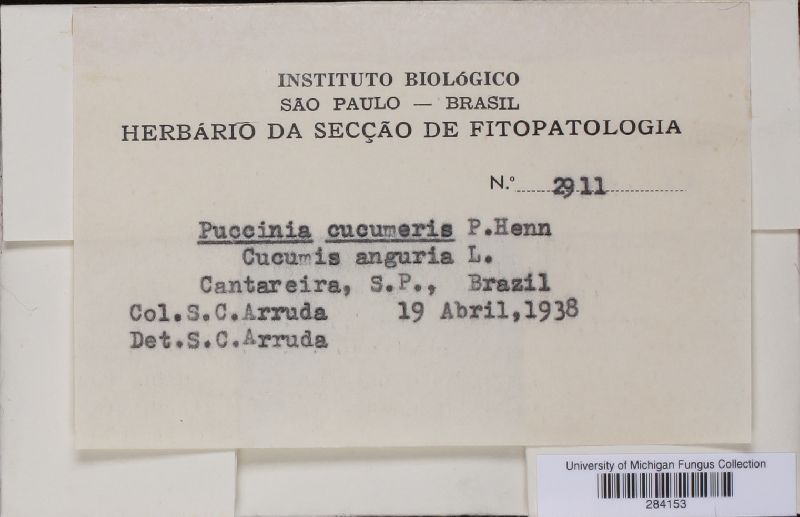 INSTITUTO BIOLÓGICO
SÃO PAULO — BRASIL
HERBÁRIO DA SECÇÃO DE FITOPATOLOGIA
N.º 2911
Puccinia cucumeris P.Henn
Cucumis anguria L.
Cantareira, S.P., Brazil
Col.S.C.Arruda 19 Abril,1938
Det.S.C.Arruda
University of Michigan Fungus Collection
284153